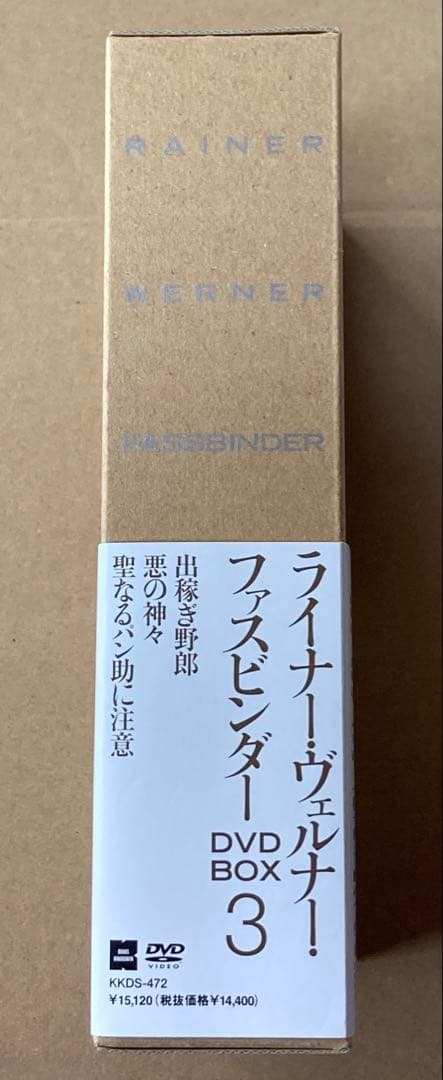 RAINER
WERNER
FASSBINDER
ライナー・ヴェルナー・
ファスビンダー
DVD
BOX
3
出稼ぎ野郎
悪の神々
聖なるパン助に注意
DVD
VIDEO
KKDS-472
¥15,120(税抜価格¥14,400)